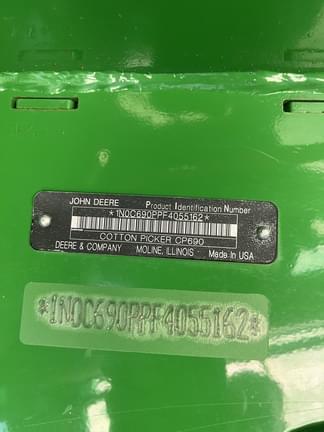 JOHN DEERE Product Identification Number
*1N0C690PPF4055162*
COTTON PICKER CP690
DEERE & COMPANY MOLINE, ILLINOIS Made In USA
*1N0C690PPF4055162*